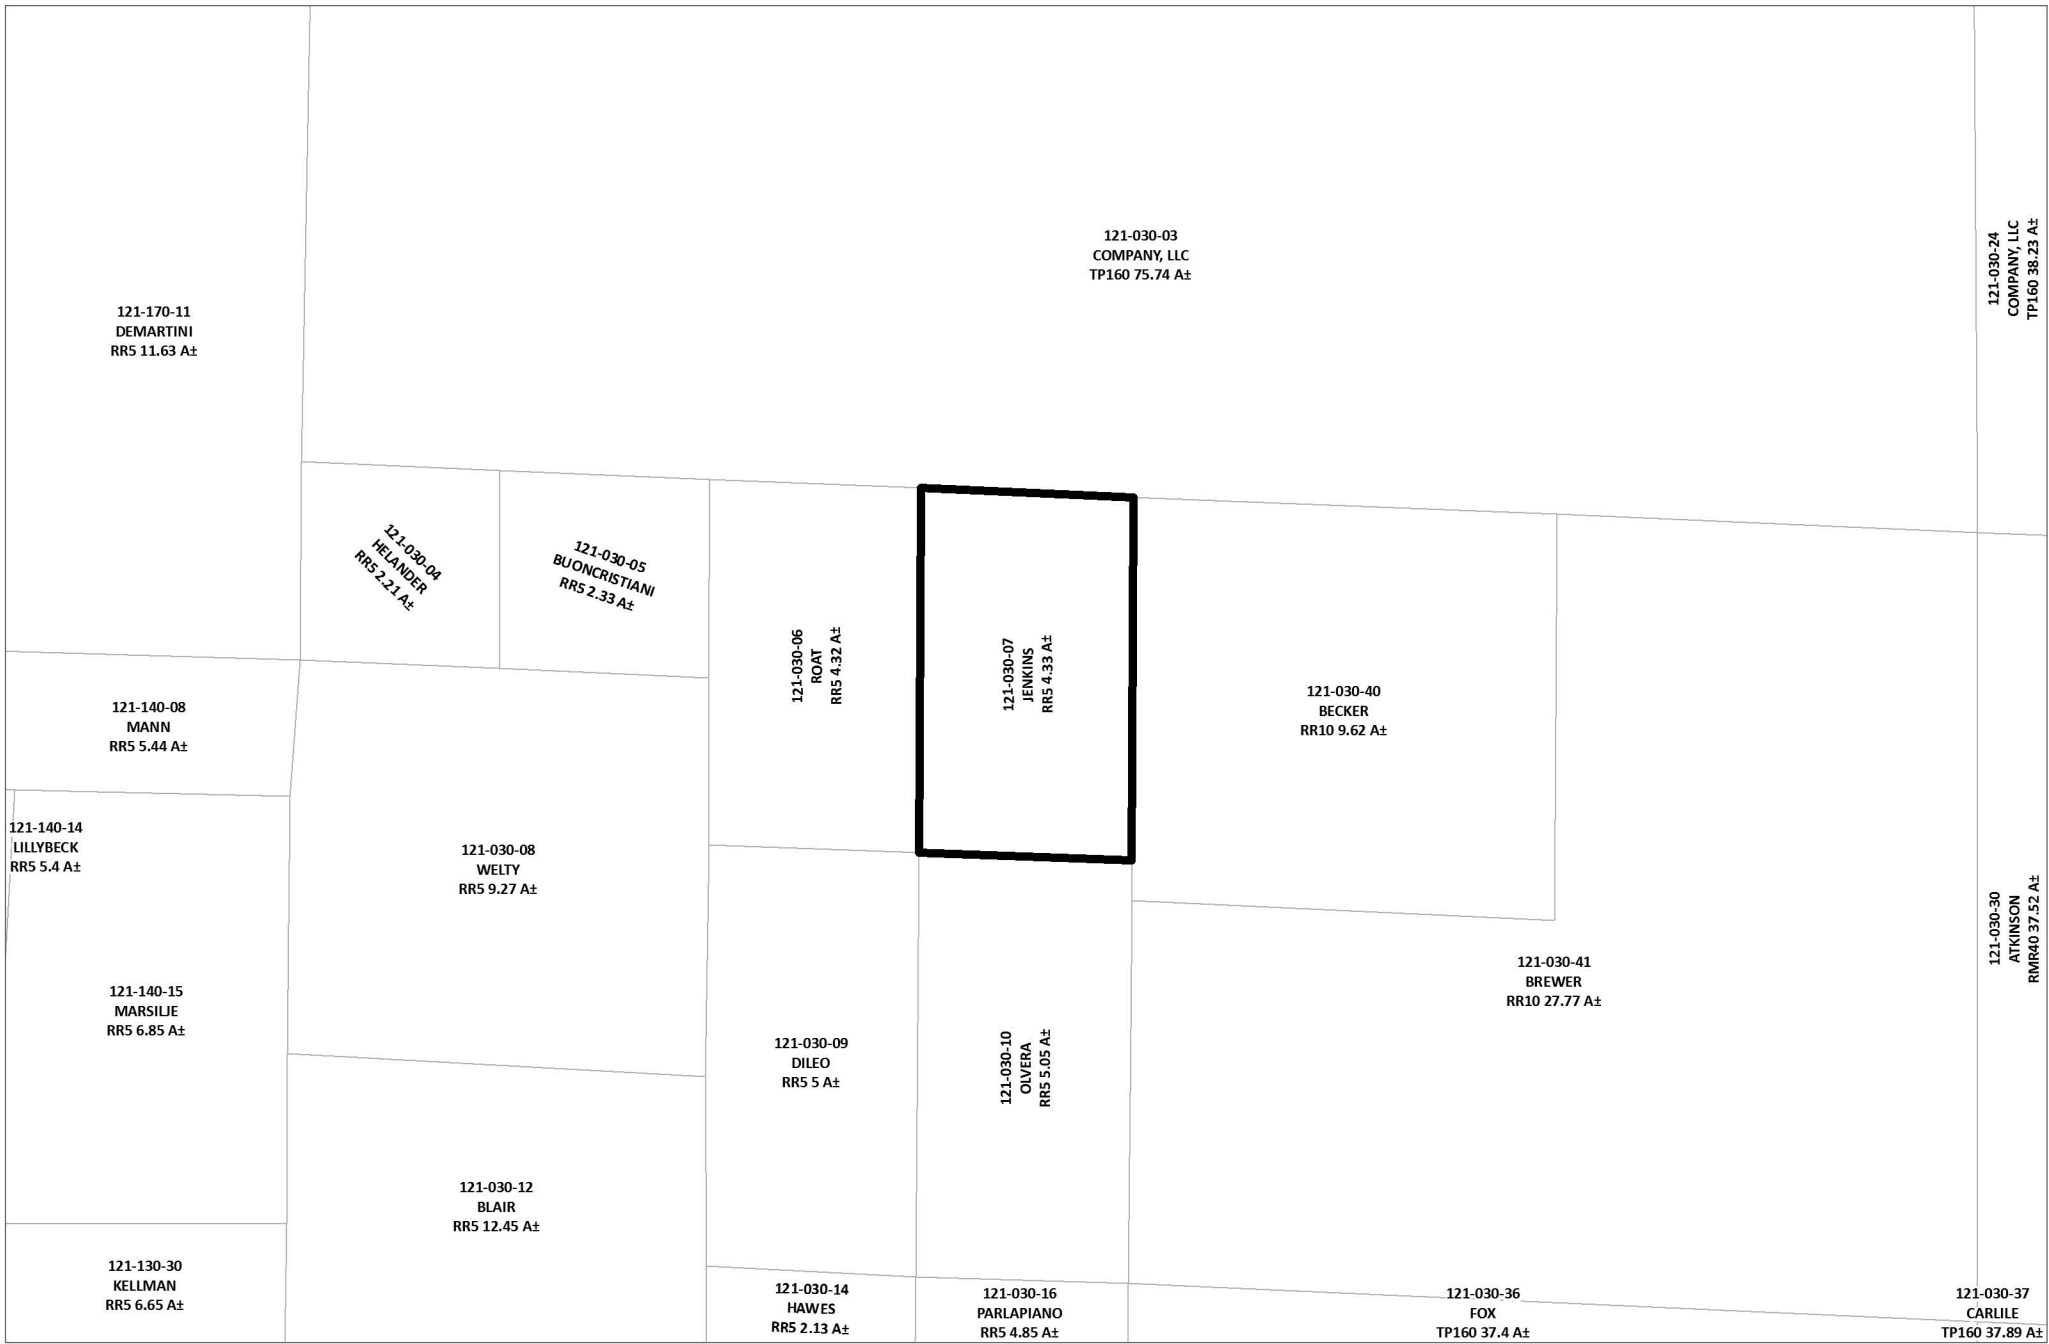 121-030-03
COMPANY, LLC
TP160 75.74 A±
121-030-24
COMPANY, LLC
TP160 38.23 A±
121-170-11
DEMARTINI
RR5 11.63 A±
121-030-04
HELANDER
RR5 2.21 A±
121-030-05
BUONCRISTIANI
RR5 2.33 A±
121-030-06
ROAT
RR5 4.32 A±
121-030-07
JENKINS
RR5 4.33 A±
121-030-40
BECKER
RR10 9.62 A±
121-140-08
MANN
RR5 5.44 A±
121-140-14
LILLYBECK
RR5 5.4 A±
121-030-08
WELTY
RR5 9.27 A±
121-030-30
ATKINSON
RMR40 37.52 A±
121-030-41
BREWER
RR10 27.77 A±
121-140-15
MARSILJE
RR5 6.85 A±
121-030-09
DILEO
RR5 5 A±
121-030-10
OLVERA
RR5 5.05 A±
121-030-12
BLAIR
RR5 12.45 A±
121-130-30
KELLMAN
RR5 6.65 A±
121-030-14
HAWES
RR5 2.13 A±
121-030-16
PARLAPIANO
RR5 4.85 A±
121-030-36
FOX
TP160 37.4 A±
121-030-37
CARLILE
TP160 37.89 A±